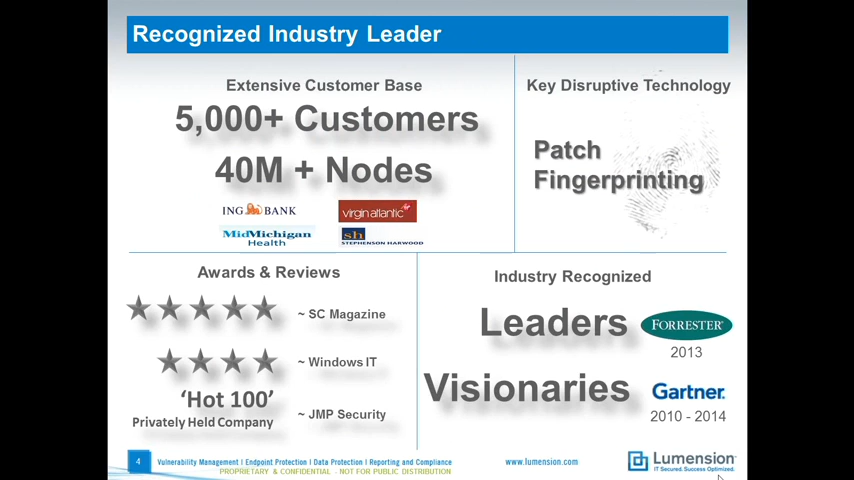 Recognized Industry Leader
Extensive Customer Base
5,000+ Customers
40M + Nodes
ING BANK
virgin atlantic
MidMichigan
Health
sh
STEPHENSON HARWOOD
Key Disruptive Technology
Patch
Fingerprinting
Awards & Reviews
~ SC Magazine
~ Windows IT
‘Hot 100’
Privately Held Company
~ JMP Security
Industry Recognized
Leaders
FORRESTER
2013
Visionaries
Gartner.
2010 - 2014
4
Vulnerability Management | Endpoint Protection | Data Protection | Reporting and Compliance
PROPRIETARY & CONFIDENTIAL - NOT FOR PUBLIC DISTRIBUTION
www.lumension.com
Lumension
IT Secured. Success Optimized.